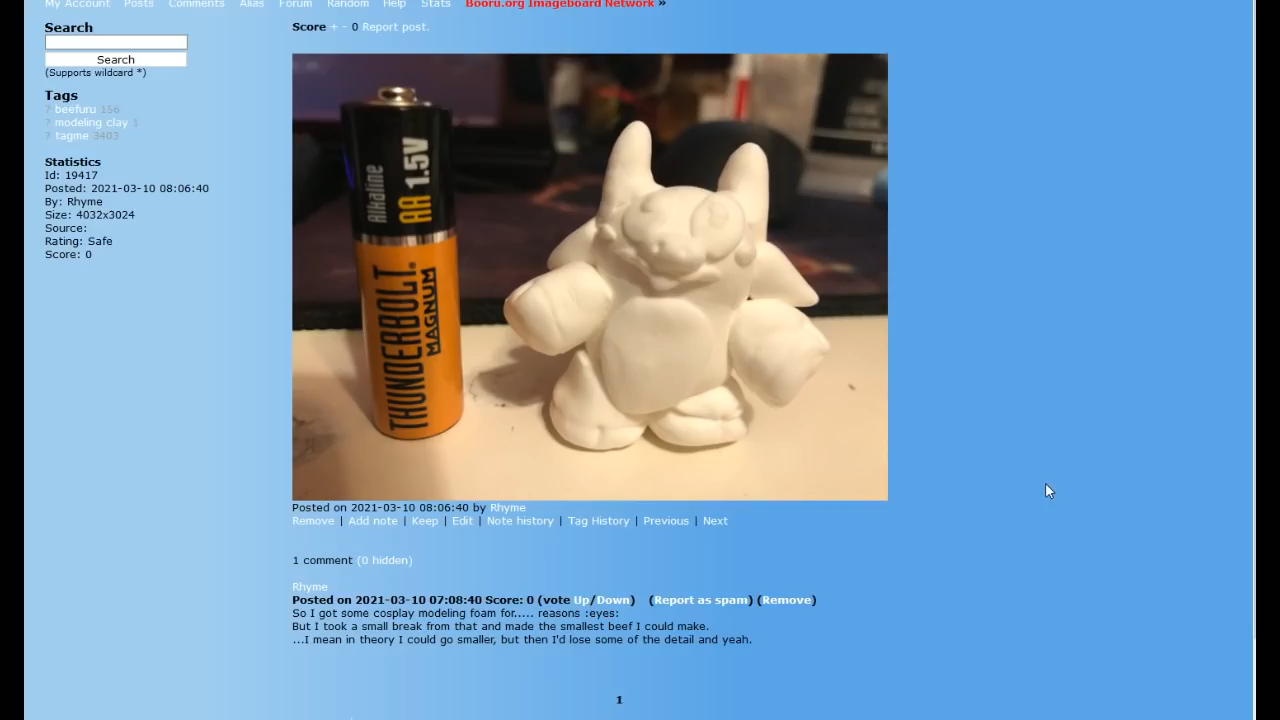 My Account Posts Comments Alias Forum Random Help Stats Booru.org Imageboard Network »
Search
Search
(Supports wildcard *)
Tags
? beefuru 156
? modeling clay 1
? tagme 3403
Statistics
Id: 19417
Posted: 2021-03-10 08:06:40
By: Rhyme
Size: 4032x3024
Source:
Rating: Safe
Score: 0
Score + - 0 Report post.
Alkaline
AA 1.5V
THUNDERBOLT®
MAGNUM
Posted on 2021-03-10 08:06:40 by Rhyme
Remove | Add note | Keep | Edit | Note history | Tag History | Previous | Next
1 comment (0 hidden)
Rhyme
Posted on 2021-03-10 07:08:40 Score: 0 (vote Up/Down) (Report as spam) (Remove)
So I got some cosplay modeling foam for..... reasons :eyes:
But I took a small break from that and made the smallest beef I could make.
...I mean in theory I could go smaller, but then I'd lose some of the detail and yeah.
1